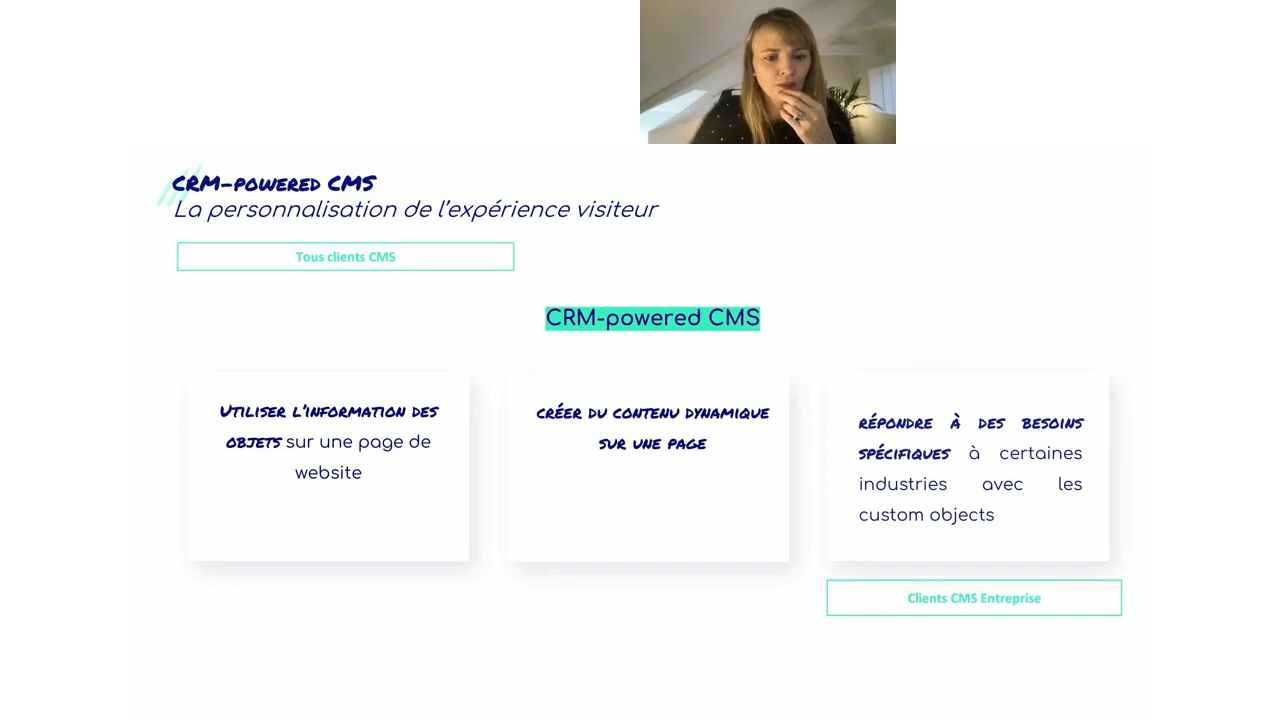 CRM-powered CMS
La personnalisation de l'expérience visiteur
Tous clients CMS
CRM-powered CMS
Utiliser l'information des
objets sur une page de
website
créer du contenu dynamique
sur une page
répondre à des besoins
spécifiques à certaines
industries avec les
custom objects
Clients CMS Entreprise